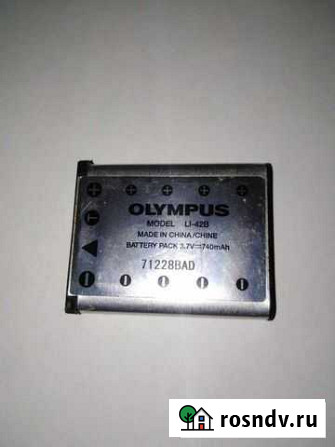 OLYMPUS
MODEL LI-42B
MADE IN CHINA/CHINE
BATTERY PACK 3.7V⎓740mAh
71228BAD
rosndv.ru